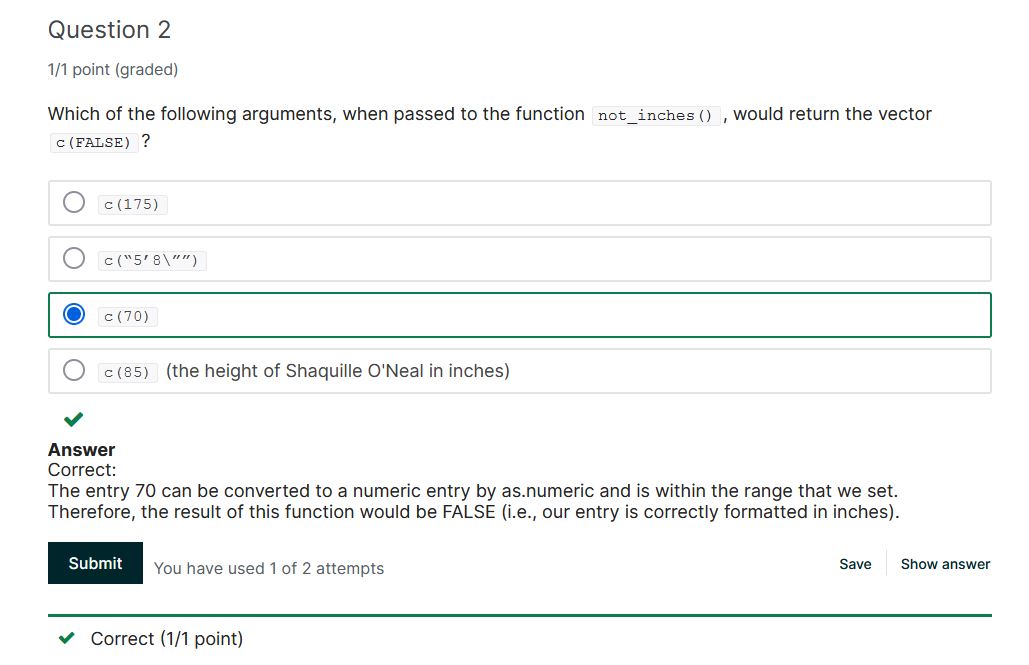 Question 2
1/1 point (graded)
Which of the following arguments, when passed to the function not_inches() , would return the vector
c(FALSE) ?
c(175)
c(“5’8\””)
c(70)
c(85) (the height of Shaquille O'Neal in inches)
Answer
Correct:
The entry 70 can be converted to a numeric entry by as.numeric and is within the range that we set.
Therefore, the result of this function would be FALSE (i.e., our entry is correctly formatted in inches).
Submit You have used 1 of 2 attempts Save Show answer
Correct (1/1 point)